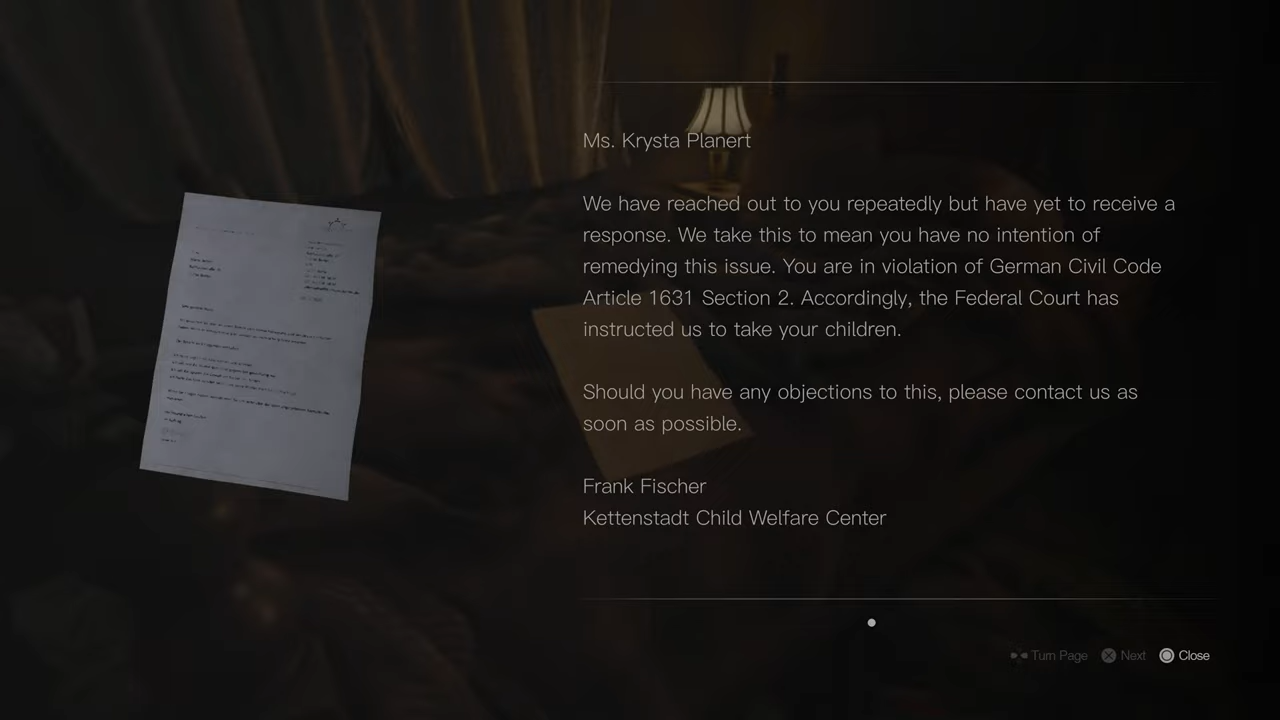 Ms. Krysta Planert
We have reached out to you repeatedly but have yet to receive a
response. We take this to mean you have no intention of
remedying this issue. You are in violation of German Civil Code
Article 1631 Section 2. Accordingly, the Federal Court has
instructed us to take your children.
Should you have any objections to this, please contact us as
soon as possible.
Frank Fischer
Kettenstadt Child Welfare Center
Turn Page
Next
Close